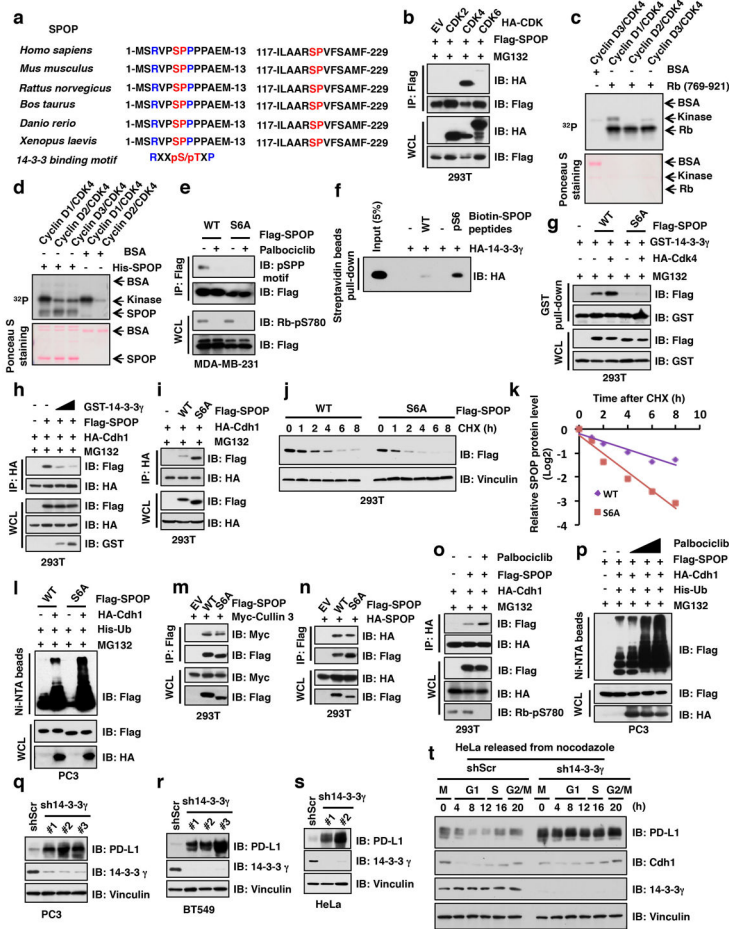 a
SPOP
Homo sapiens 1-MSRVPSPPPPAEM-13 117-ILAARSPVFSAMF-229
Mus musculus 1-MSRVPSPPPPAEM-13 117-ILAARSPVFSAMF-229
Rattus norvegicus 1-MSRVPSPPPPAEM-13 117-ILAARSPVFSAMF-229
Bos taurus 1-MSRVPSPPPPAEM-13 117-ILAARSPVFSAMF-229
Danio rerio 1-MSRVPSPPPPAEM-13 117-ILAARSPVFSAMF-229
Xenopus laevis 1-MSRVPSPPPPAEM-13 117-ILAARSPVFSAMF-229
14-3-3 binding motif RXXpS/pTXP
b
EV CDK2 CDK4 CDK6 HA-CDK
+ + + + Flag-SPOP
+ + + + MG132
IP: Flag
IB: HA
IB: Flag
WCL
IB: HA
IB: Flag
293T
c
Cyclin D3/CDK4 Cyclin D1/CDK4 Cyclin D2/CDK4 Cyclin D3/CDK4
+ - - - BSA
- + + + Rb (769-921)
32P
BSA
Kinase
Rb
Ponceau S staining
BSA
Kinase
Rb
d
Cyclin D1/CDK4 Cyclin D2/CDK4 Cyclin D3/CDK4 Cyclin D1/CDK4 Cyclin D2/CDK4
- - - + + BSA
+ + + - - His-SPOP
32P
BSA
Kinase
SPOP
Ponceau S staining
BSA
SPOP
e
WT S6A Flag-SPOP
- + - + Palbociclib
IP: Flag
IB: pSPP motif
IB: Flag
WCL
IB: Rb-pS780
IB: Flag
MDA-MB-231
f
Input (5%) - WT - pS6 Biotin-SPOP peptides
- - + - + HA-14-3-3γ
Streptavidin beads pull-down
IB: HA
g
- WT S6A Flag-SPOP
+ + + + + GST-14-3-3γ
- - + - + HA-Cdk4
+ + + + + MG132
GST pull-down
IB: Flag
IB: GST
WCL
IB: Flag
IB: GST
293T
h
- - GST-14-3-3γ
- + + + Flag-SPOP
+ + + + HA-Cdh1
+ + + + MG132
IP: HA
IB: Flag
IB: HA
WCL
IB: Flag
IB: HA
IB: GST
293T
i
- WT S6A Flag-SPOP
+ + + HA-Cdh1
+ + + MG132
IP: HA
IB: Flag
IB: HA
WCL
IB: Flag
IB: HA
293T
j
WT S6A Flag-SPOP
0 1 2 4 6 8 0 1 2 4 6 8 CHX (h)
IB: Flag
IB: Vinculin
293T
k
Time after CHX (h)
0 2 4 6 8 10
Relative SPOP protein level (Log2)
0
-1
-2
-3
-4
WT
S6A
l
WT S6A Flag-SPOP
- + - + HA-Cdh1
+ + + + His-Ub
+ + + + MG132
Ni-NTA beads
IB: Flag
WCL
IB: Flag
IB: HA
PC3
m
EV WT S6A Flag-SPOP
+ + + Myc-Cullin 3
IP: Flag
IB: Myc
IB: Flag
WCL
IB: Myc
IB: Flag
293T
n
EV WT S6A Flag-SPOP
+ + + HA-SPOP
IP: Flag
IB: HA
IB: Flag
WCL
IB: HA
IB: Flag
293T
o
- - + Palbociclib
- + + Flag-SPOP
+ + + HA-Cdh1
+ + + MG132
IP: HA
IB: Flag
IB: HA
WCL
IB: Flag
IB: HA
IB: Rb-pS780
293T
p
- - Palbociclib
+ + + + + Flag-SPOP
- + + + HA-Cdh1
- + + + His-Ub
+ + + + + MG132
Ni-NTA beads
IB: Flag
WCL
IB: Flag
IB: HA
PC3
q
shScr sh14-3-3γ
#1 #2 #3
IB: PD-L1
IB: 14-3-3 γ
IB: Vinculin
PC3
r
shScr sh14-3-3γ
#1 #2 #3
IB: PD-L1
IB: 14-3-3 γ
IB: Vinculin
BT549
s
shScr sh14-3-3γ
#1 #2
IB: PD-L1
IB: 14-3-3 γ
IB: Vinculin
HeLa
t
HeLa released from nocodazole
shScr sh14-3-3γ
M G1 S G2/M M G1 S G2/M
0 4 8 12 16 20 0 4 8 12 16 20 (h)
IB: PD-L1
IB: Cdh1
IB: 14-3-3γ
IB: Vinculin